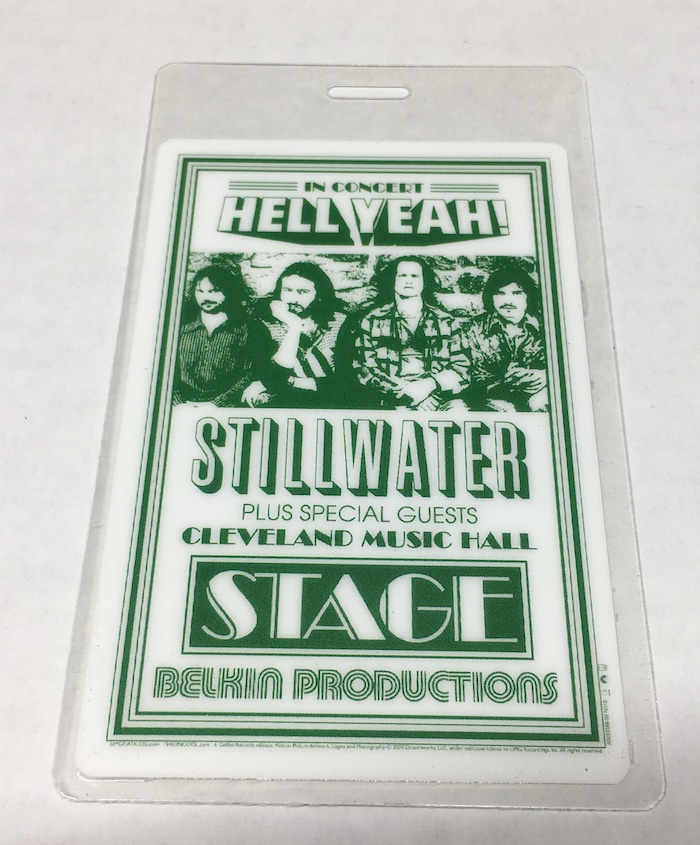 IN CONCERT
HELL YEAH!
STILLWATER
PLUS SPECIAL GUESTS
CLEVELAND MUSIC HALL
STAGE
BELKIN PRODUCTIONS